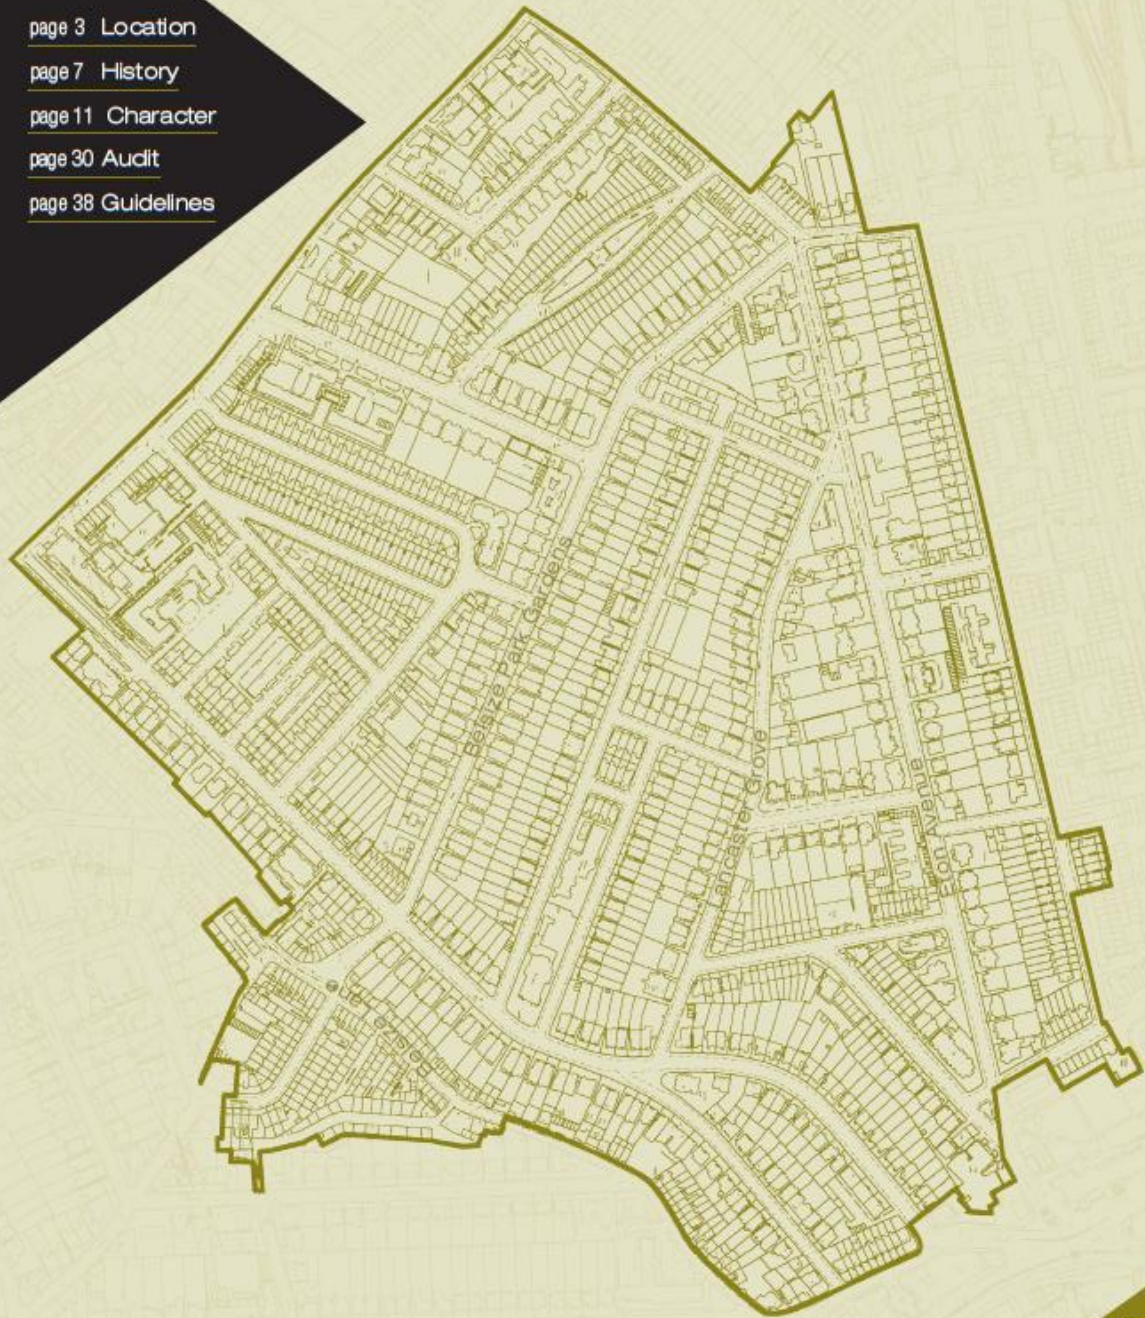 page 3 Location
page 7 History
page 11 Character
page 30 Audit
page 38 Guidelines
Belsize Park Gardens
Lancaster Grove
Eton Avenue